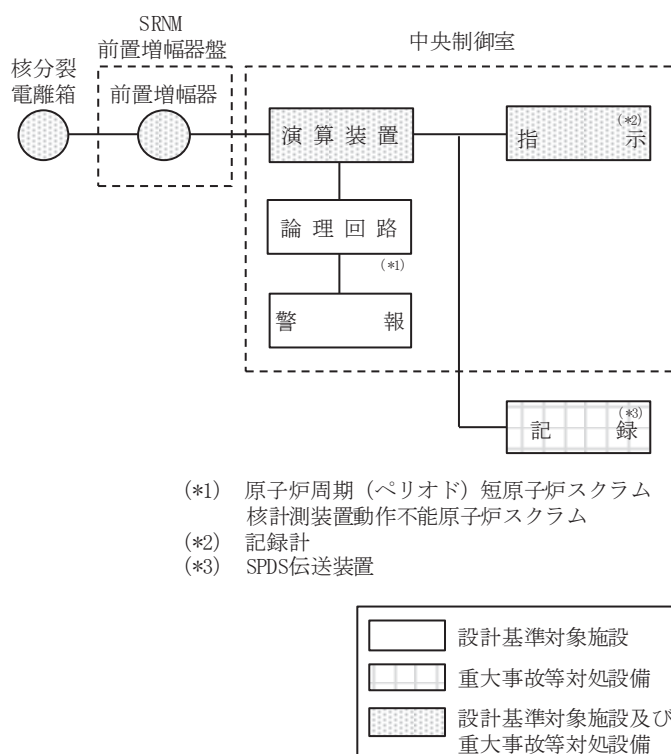 SRNM
前置増幅器盤
中央制御室
核分裂
電離箱
前置増幅器
演算装置
(*2)
指示
論理回路
(*1)
警報
(*3)
記録
(*1) 原子炉周期（ペリオド）短原子炉スクラム
核計測装置動作不能原子炉スクラム
(*2) 記録計
(*3) SPDS伝送装置
設計基準対象施設
重大事故等対処設備
設計基準対象施設及び
重大事故等対処設備